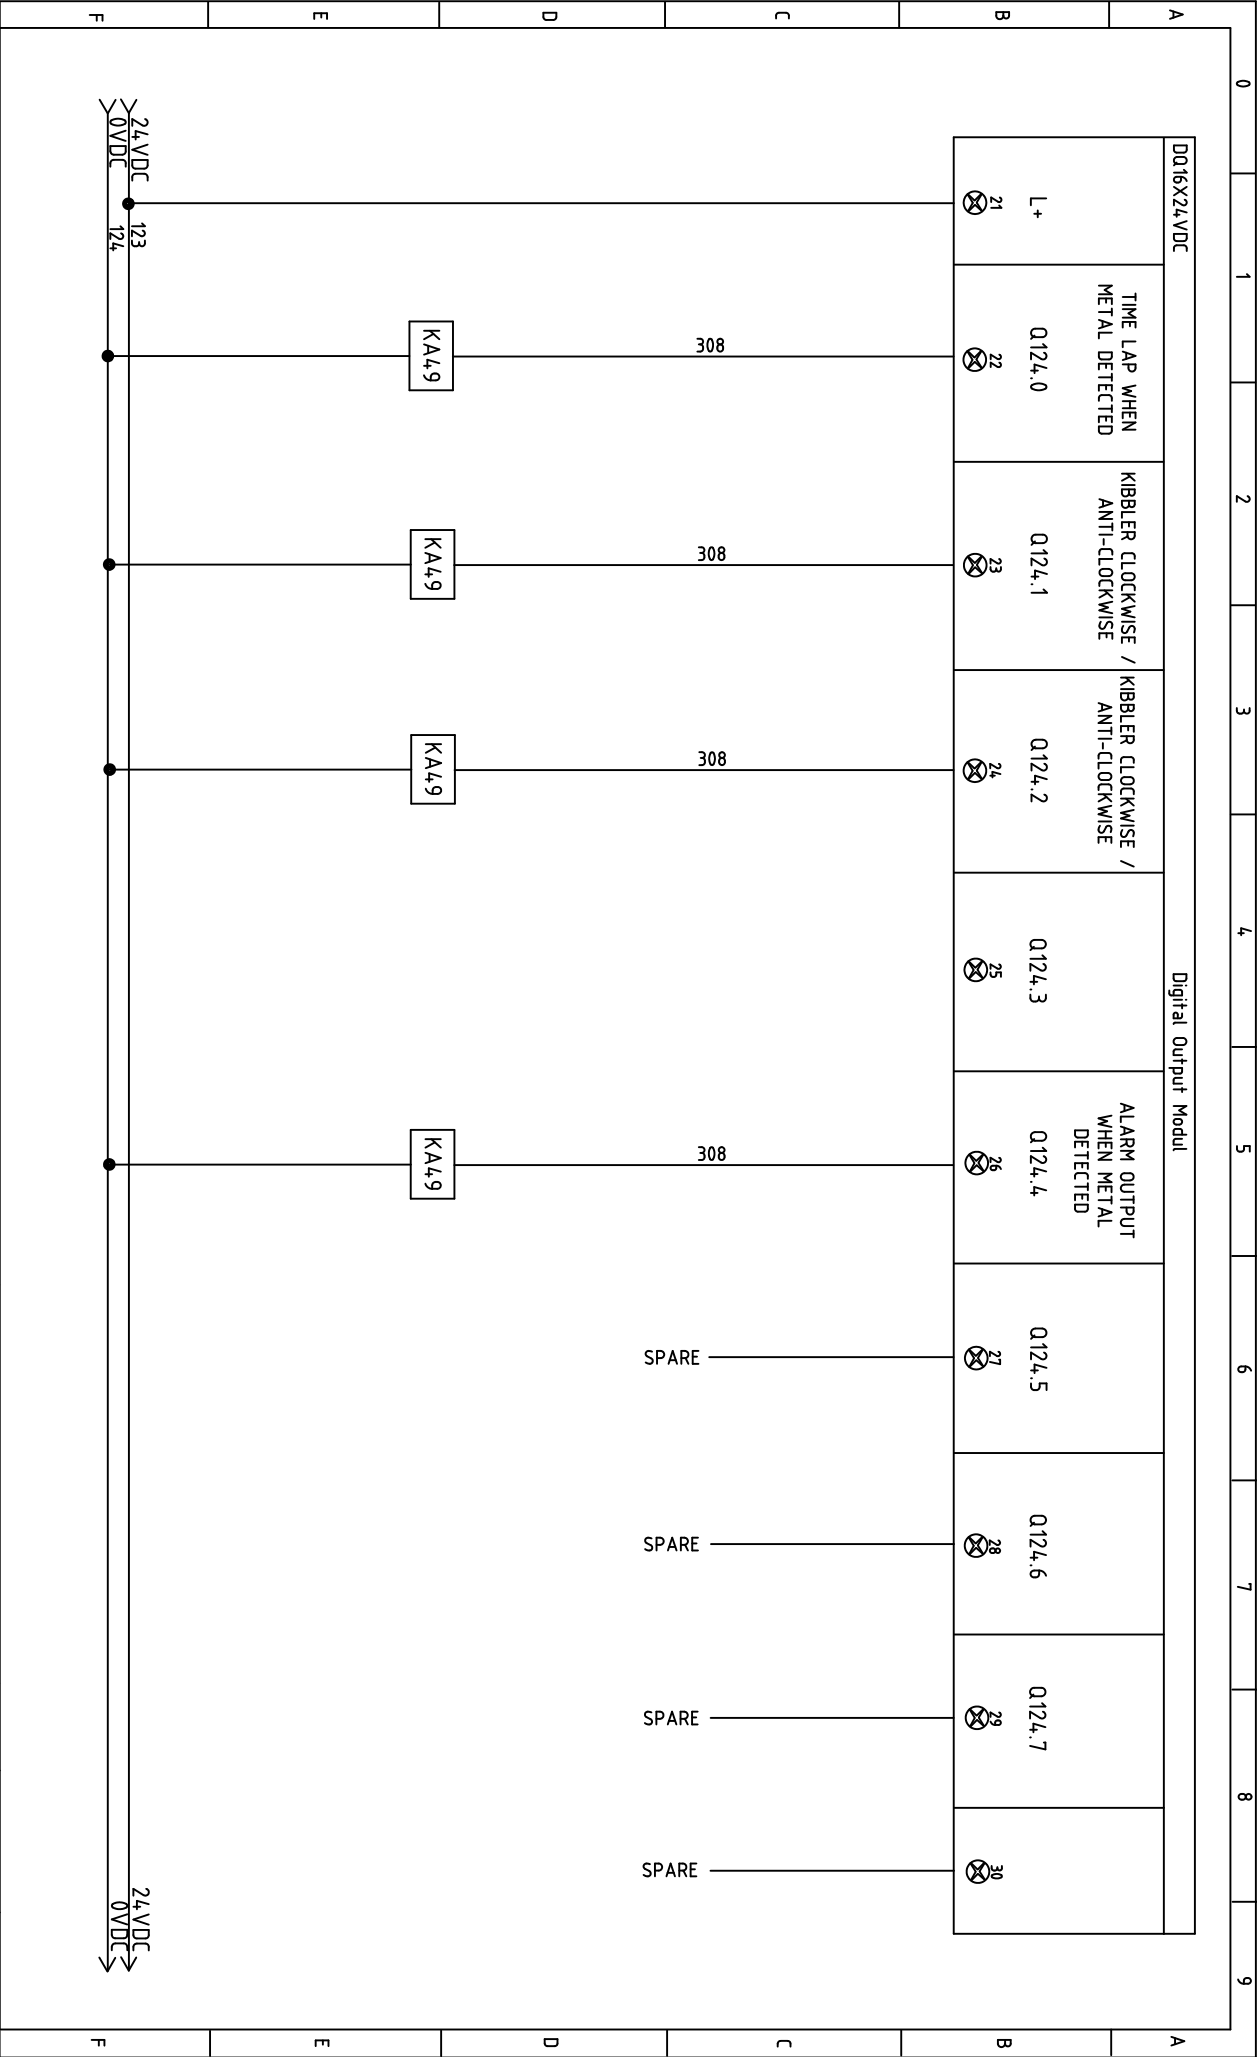 0
1
2
3
4
5
6
7
8
9
A
B
C
D
E
F
A
B
C
D
E
F
DQ16X24VDC
Digital Output Modul
L+
21
TIME LAP WHEN
METAL DETECTED
Q124.0
22
KIBBLER CLOCKWISE /
ANTI-CLOCKWISE
Q124.1
23
KIBBLER CLOCKWISE /
ANTI-CLOCKWISE
Q124.2
24
Q124.3
25
ALARM OUTPUT
WHEN METAL
DETECTED
Q124.4
26
Q124.5
27
Q124.6
28
Q124.7
29
30
308
308
308
308
SPARE
SPARE
SPARE
SPARE
KA49
KA49
KA49
KA49
24VDC
123
24VDC
0VDC
124
0VDC